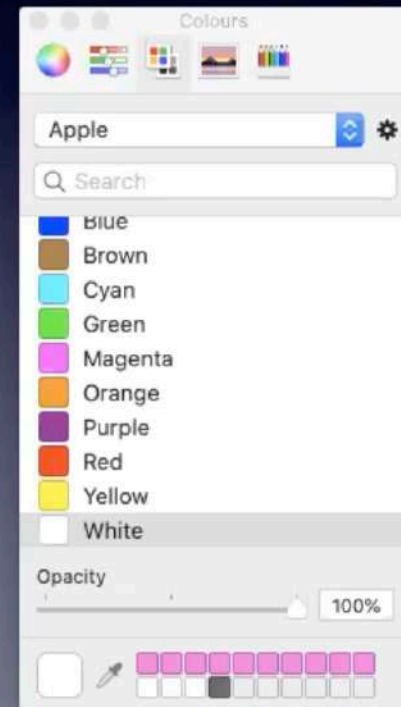 Colours
Apple
Search
Blue
Brown
Cyan
Green
Magenta
Orange
Purple
Red
Yellow
White
Opacity
100%